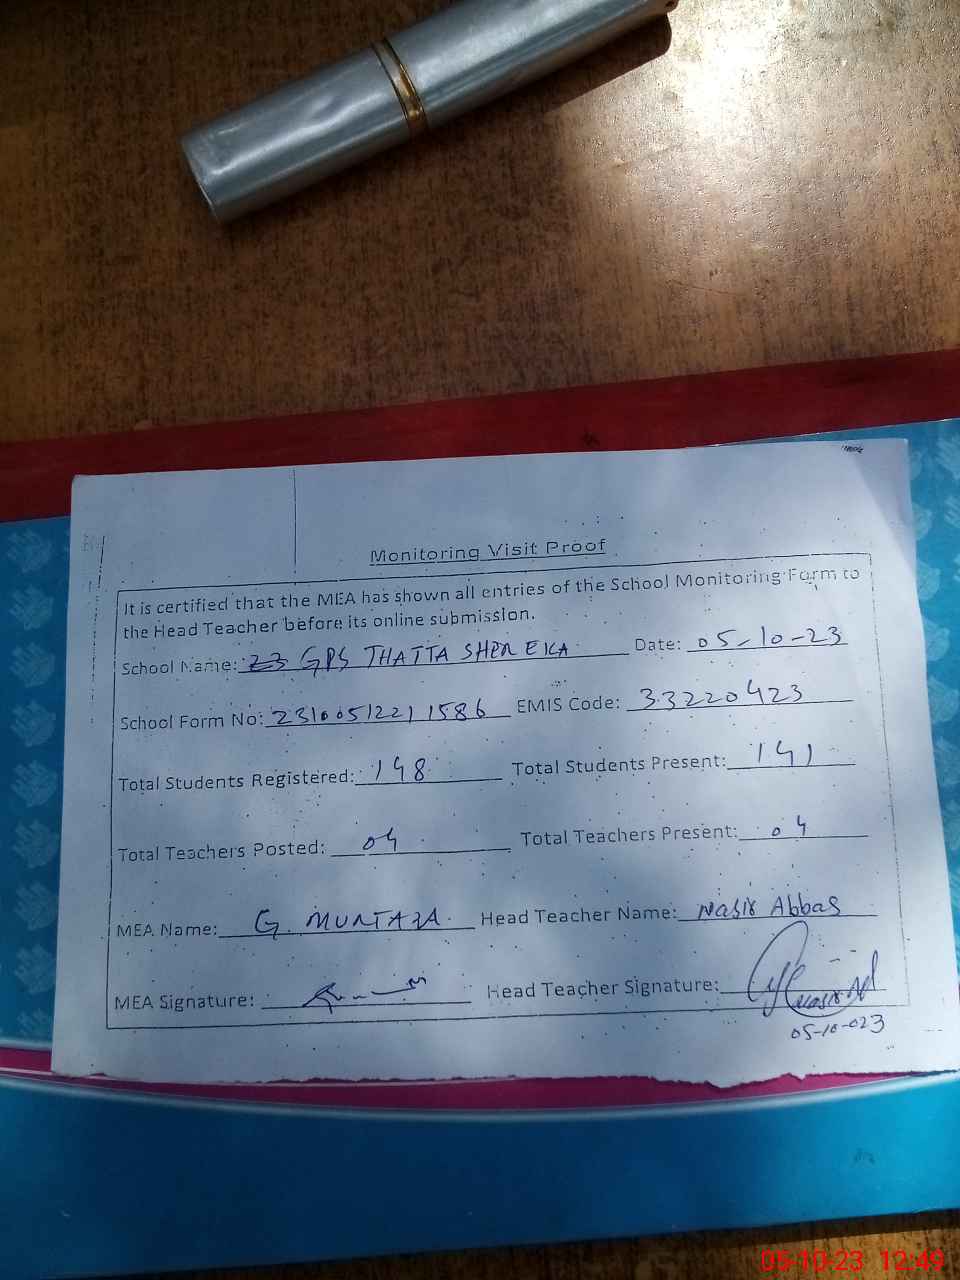 Monitoring Visit Proof
It is certified that the MEA has shown all entries of the School Monitoring Form to
the Head Teacher before its online submission.
School Name: GPS THATTA SHER EKA Date: 05-10-23
School Form No: 231005122111586 EMIS Code: 33220423
Total Students Registered: 148 Total Students Present: 141
Total Teachers Posted: 04 Total Teachers Present: 04
MEA Name: G. MURTAZA Head Teacher Name: Nasir Abbas
MEA Signature: Head Teacher Signature:
05-10-023
05-10-23 12:49